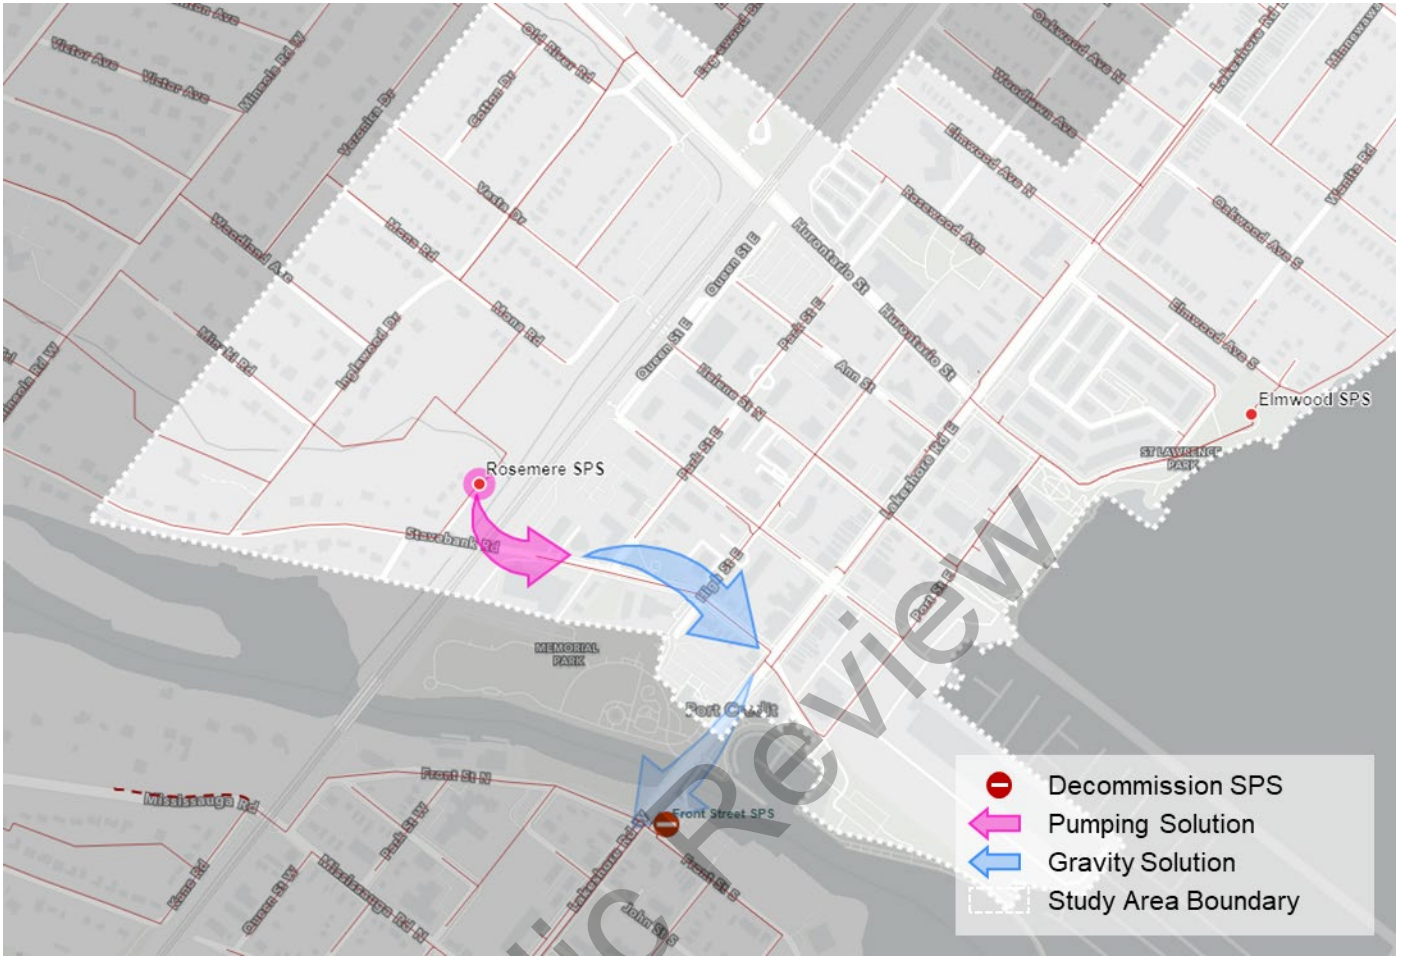 Victor Ave
Victor Ave
Mineola Rd N
Veronica Dr
Old River Rd
Cotton Dr
Oakwood Ave N
Woodlawn Ave
Lakeshore Rd E
Elmwood Ave N
Wanita Rd
Rosewood Ave
Oakwood Ave S
Vesta Dr
Mona Rd
Woodland Ave
Queen St E
Hurontario St
Hurontario St
Park St E
Elmwood Ave S
Mona Rd
Inglewood Dr
Queen St E
Ann St
Helene St N
Elmwood SPS
Park St E
Lakeshore Rd E
ST LAWRENCE
PARK
Rosemere SPS
Stavebank Rd
High St E
Port St E
MEMORIAL
PARK
Port Credit
Front St N
Mississauga Rd
Park St W
Front Street SPS
Kane Rd
Queen St W
Mississauga Rd N
Lakeshore Rd
Front St S
John St S
Decommission SPS
Pumping Solution
Gravity Solution
Study Area Boundary
Review